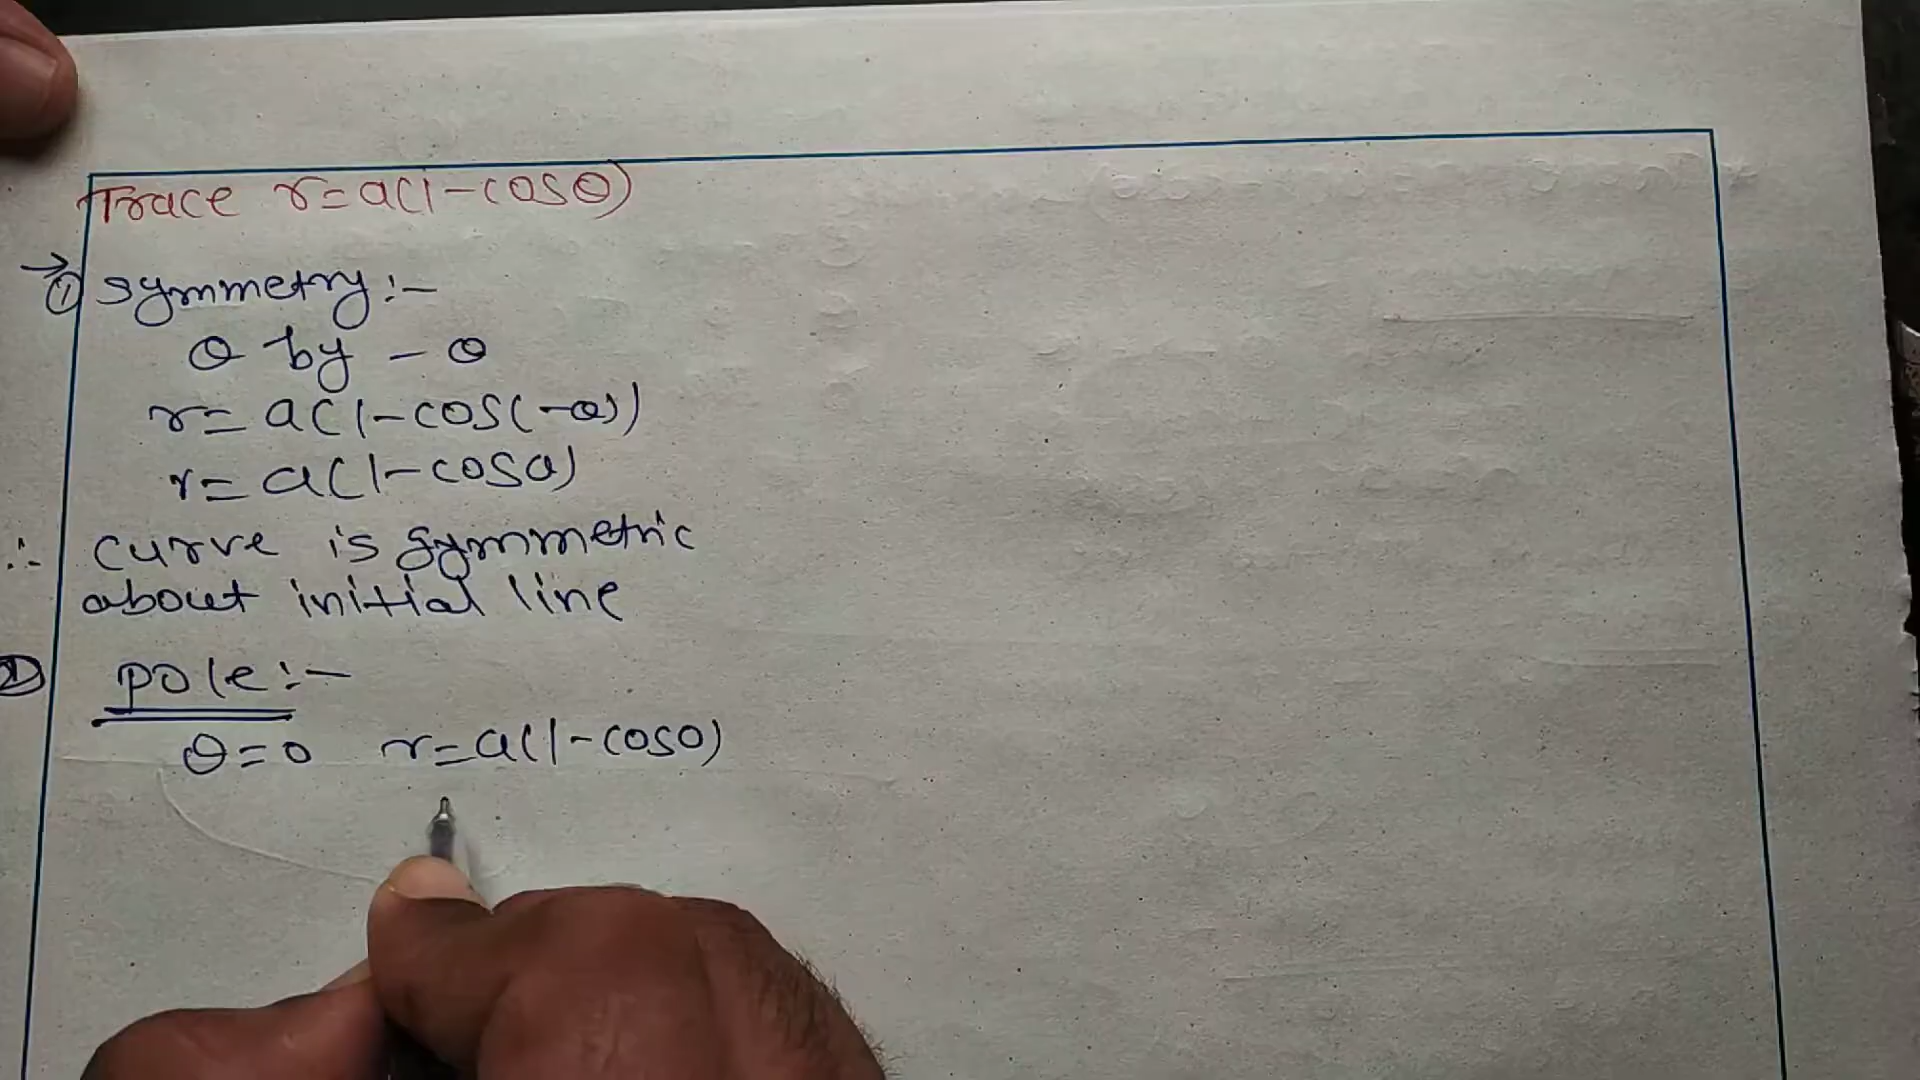 Trace r=a(1-cosθ)
→
① symmetry:-
θ by -θ
r= a(1-cos(-θ))
r= a(1-cosθ)
∴ curve is symmetric
about initial line
② pole:-
θ=0 r=a(1-cos0)